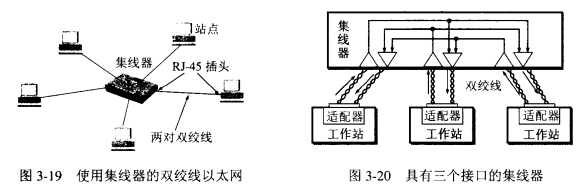 站点
集线器
RJ-45 插头
两对双绞线
图 3-19 使用集线器的双绞线以太网
集线器
双绞线
适配器
工作站
适配器
工作站
适配器
工作站
图 3-20 具有三个接口的集线器